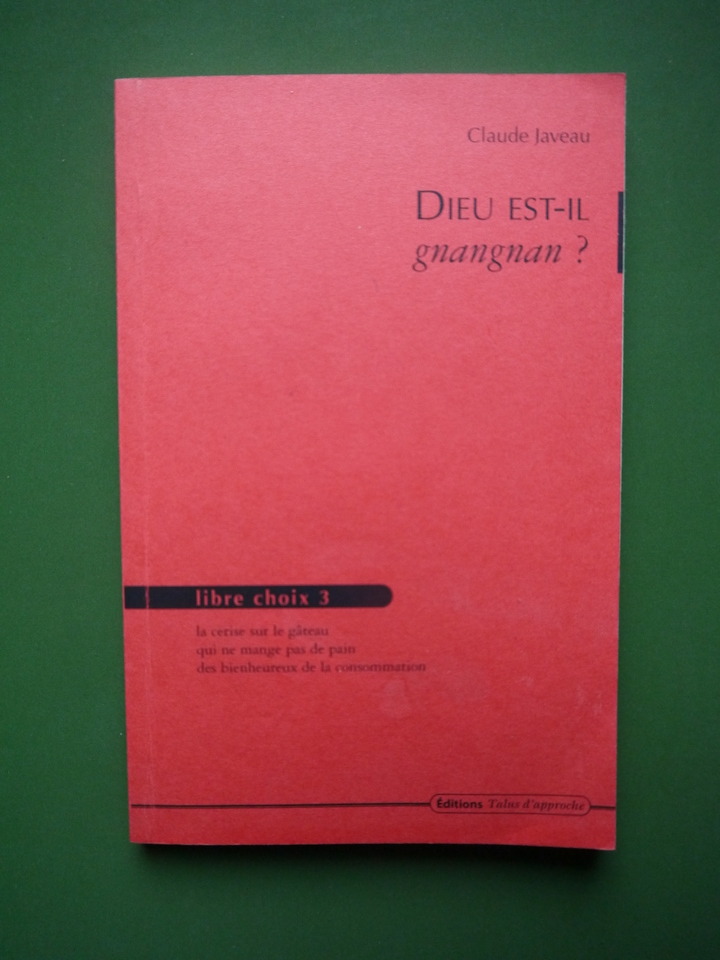 Claude Javeau
DIEU EST-IL
gnangnan ?
libre choix 3
la cerise sur le gâteau
qui ne mange pas de pain
des bienheureux de la consommation
Éditions Talus d'approche